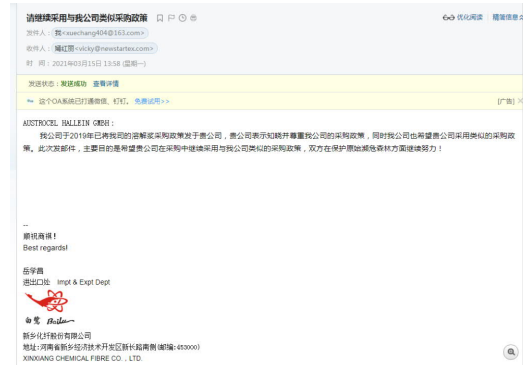 请继续采用与我公司类似采购政策
优化阅读 精简信息
发件人：我<xuechang404@163.com>
收件人：臧红丽<vicky@newstartex.com>
时 间：2021年03月15日 13:58 (星期一)
发送状态：发送成功 查看详情
这个OA系统已打通微信、钉钉， 免费试用>> [广告]
AUSTROCEL HALLEIN GMBH：
我公司于2019年已将我司的溶解浆采购政策发于贵公司，贵公司表示知晓并尊重我公司的采购政策，同时我公司也希望贵公司采用类似的采购政
策。此次发邮件，主要目的是希望贵公司在采购中继续采用与我公司类似的采购政策，双方在保护原始濒危森林方面继续努力！
--
顺祝商祺！
Best regards!
岳学昌
进出口处 Impt & Expt Dept
白鹭 Bailu
新乡化纤股份有限公司
地址：河南省新乡经济技术开发区新长路南侧(邮编：453000)
XINXIANG CHEMICAL FIBRE CO.，LTD.